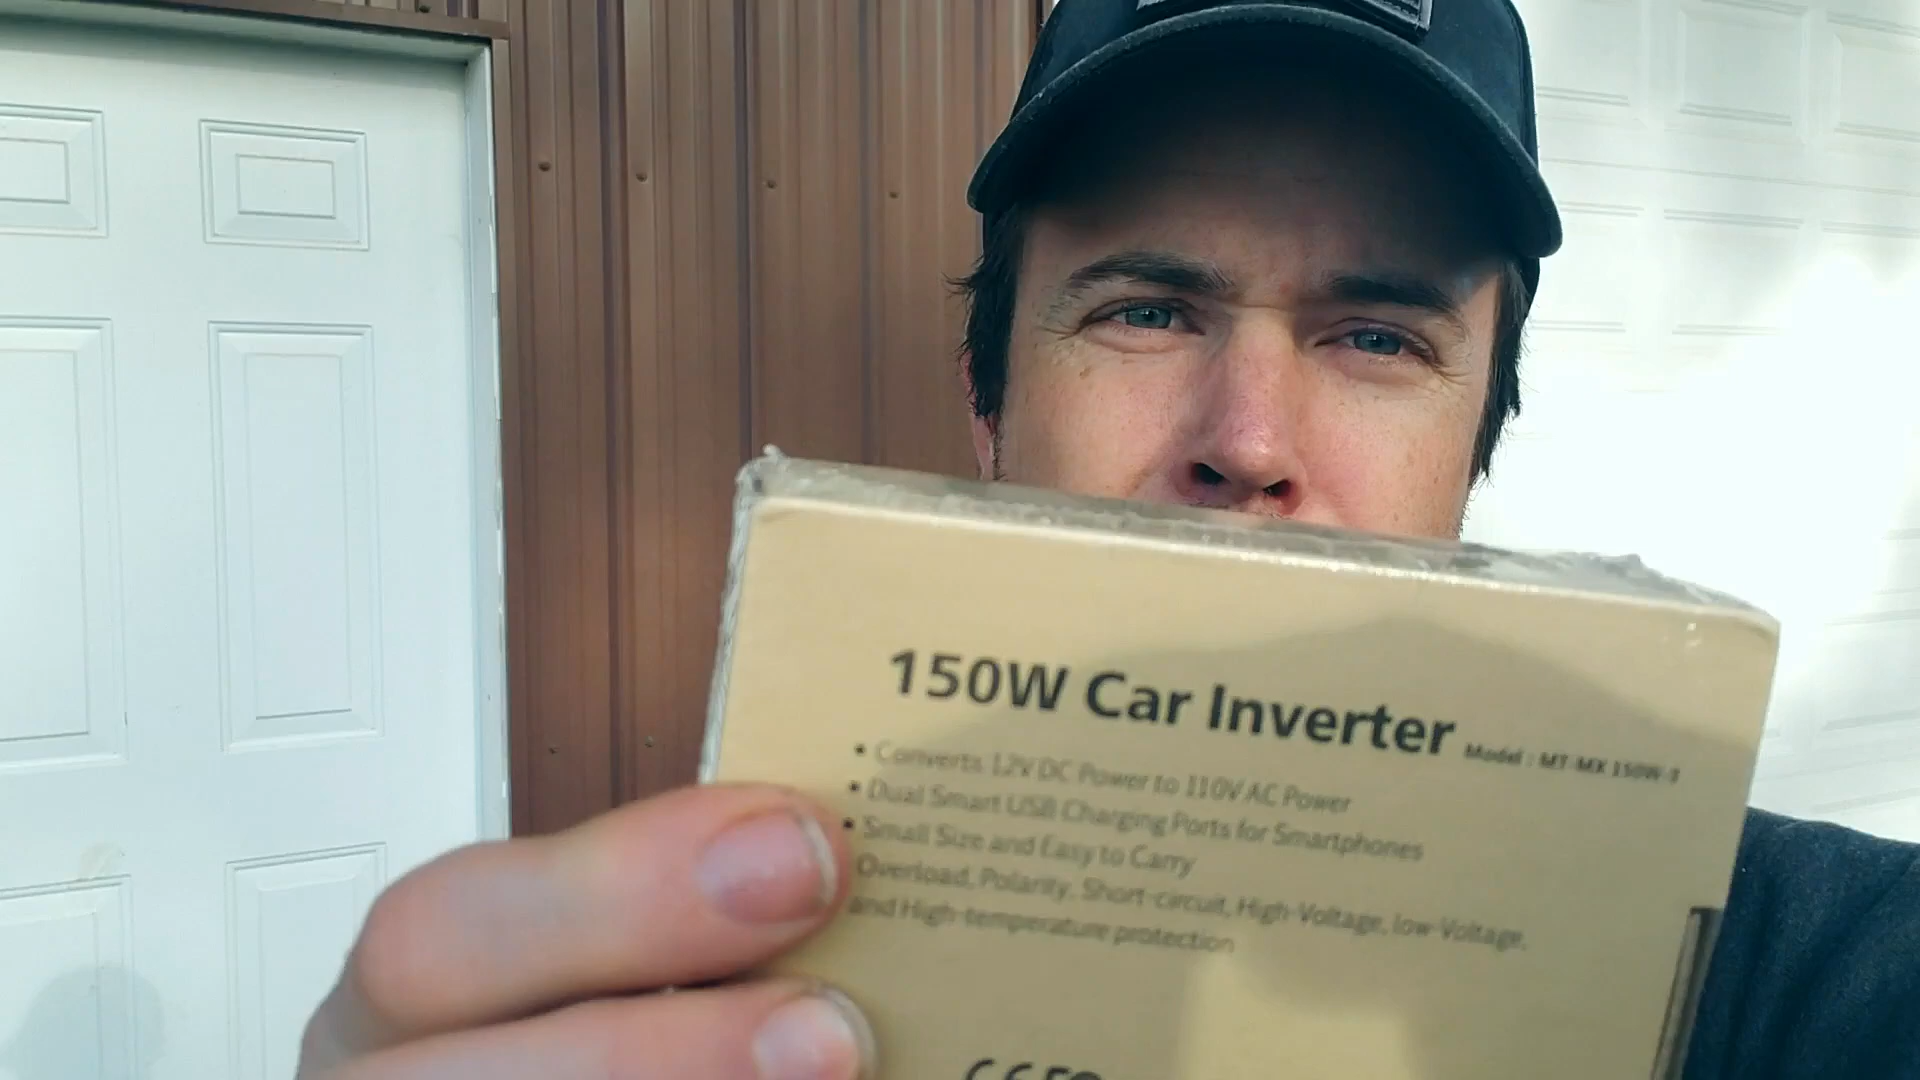 150W Car Inverter Model : MT-MX 150W-3
• Converts 12V DC Power to 110V AC Power
• Dual Smart USB Charging Ports for Smartphones
• Small Size and Easy to Carry
Overload, Polarity, Short-circuit, High-Voltage, low-Voltage,
and High-temperature protection